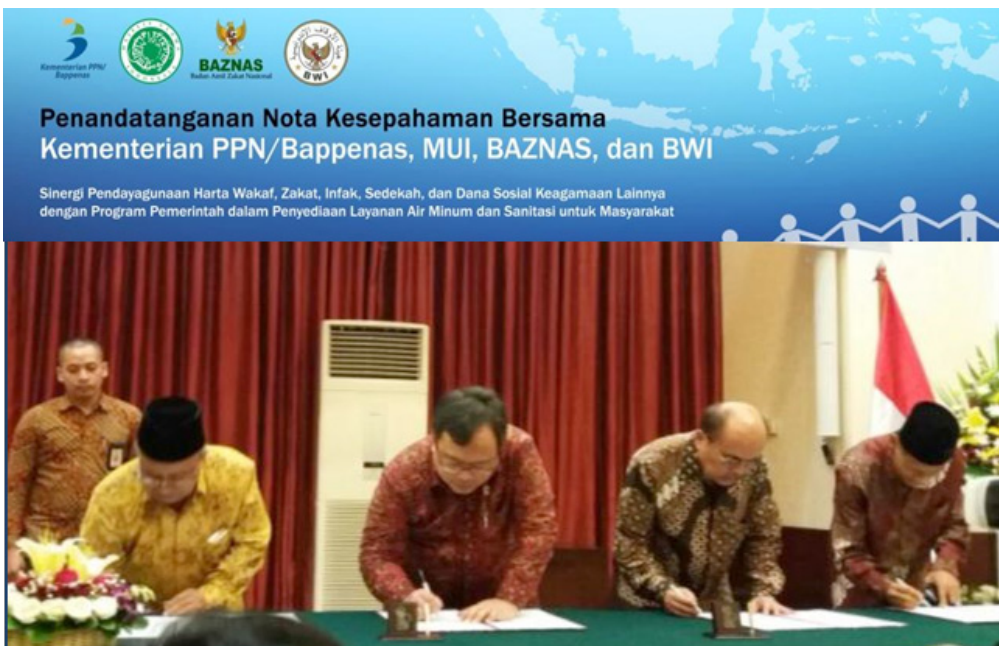 Kementerian PPN/
Bappenas
BAZNAS
Badan Amil Zakat Nasional
BWI
Penandatanganan Nota Kesepahaman Bersama
Kementerian PPN/Bappenas, MUI, BAZNAS, dan BWI
Sinergi Pendayagunaan Harta Wakaf, Zakat, Infak, Sedekah, dan Dana Sosial Keagamaan Lainnya
dengan Program Pemerintah dalam Penyediaan Layanan Air Minum dan Sanitasi untuk Masyarakat